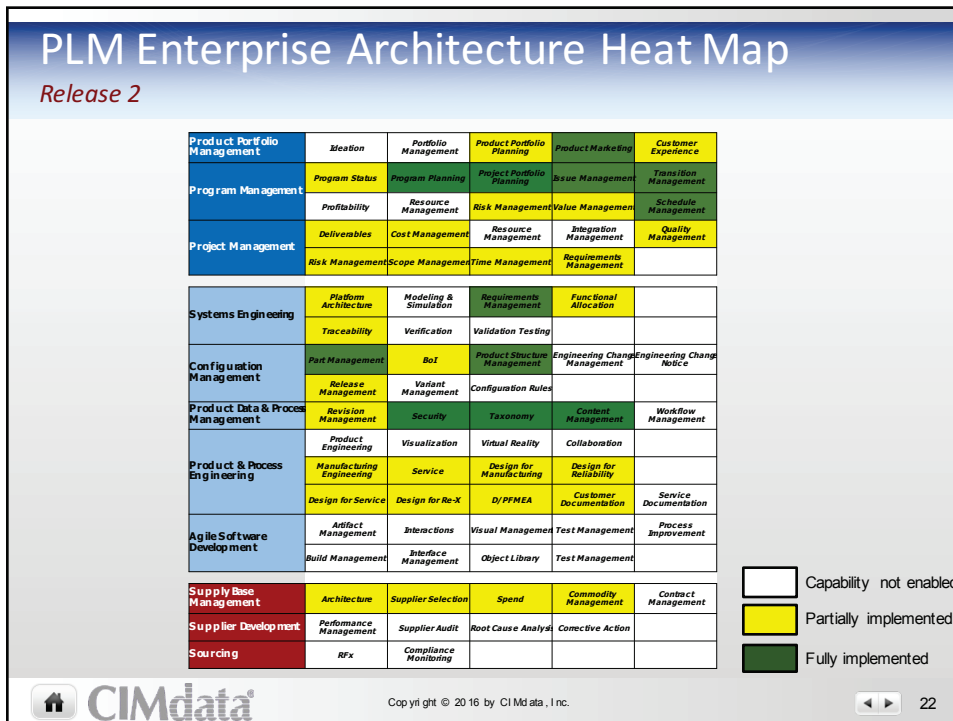 PLM Enterprise Architecture Heat Map
Release 2
Product Portfolio
Management
Ideation
Portfolio
Management
Product Portfolio
Planning
Product Marketing
Customer
Experience
Program Management
Program Status
Program Planning
Project Portfolio
Planning
Issue Management
Transition
Management
Profitability
Resource
Management
Risk Management
Value Management
Schedule
Management
Project Management
Deliverables
Cost Management
Resource
Management
Integration
Management
Quality
Management
Risk Management
Scope Managemen
Time Management
Requirements
Management
Systems Engineering
Platform
Architecture
Modeling &
Simulation
Requirements
Management
Functional
Allocation
Traceability
Verification
Validation Testing
Configuration
Management
Part Management
BoI
Product Structure
Management
Engineering Change
Management
Engineering Change
Notice
Release
Management
Variant
Management
Configuration Rules
Product Data & Process
Management
Revision
Management
Security
Taxonomy
Content
Management
Workflow
Management
Product & Process
Engineering
Product
Engineering
Visualization
Virtual Reality
Collaboration
Manufacturing
Engineering
Service
Design for
Manufacturing
Design for
Reliability
Design for Service
Design for Re-X
D/PFMEA
Customer
Documentation
Service
Documentation
Agile Software
Development
Artifact
Management
Interactions
Visual Managemen
Test Management
Process
Improvement
Build Management
Interface
Management
Object Library
Test Management
Supply Base
Management
Architecture
Supplier Selection
Spend
Commodity
Management
Contract
Management
Supplier Development
Performance
Management
Supplier Audit
Root Cause Analysis
Corrective Action
Sourcing
RFx
Compliance
Monitoring
Capability not enabled
Partially implemented
Fully implemented
CIMdata
Copyright © 2016 by CIMdata, Inc.
22